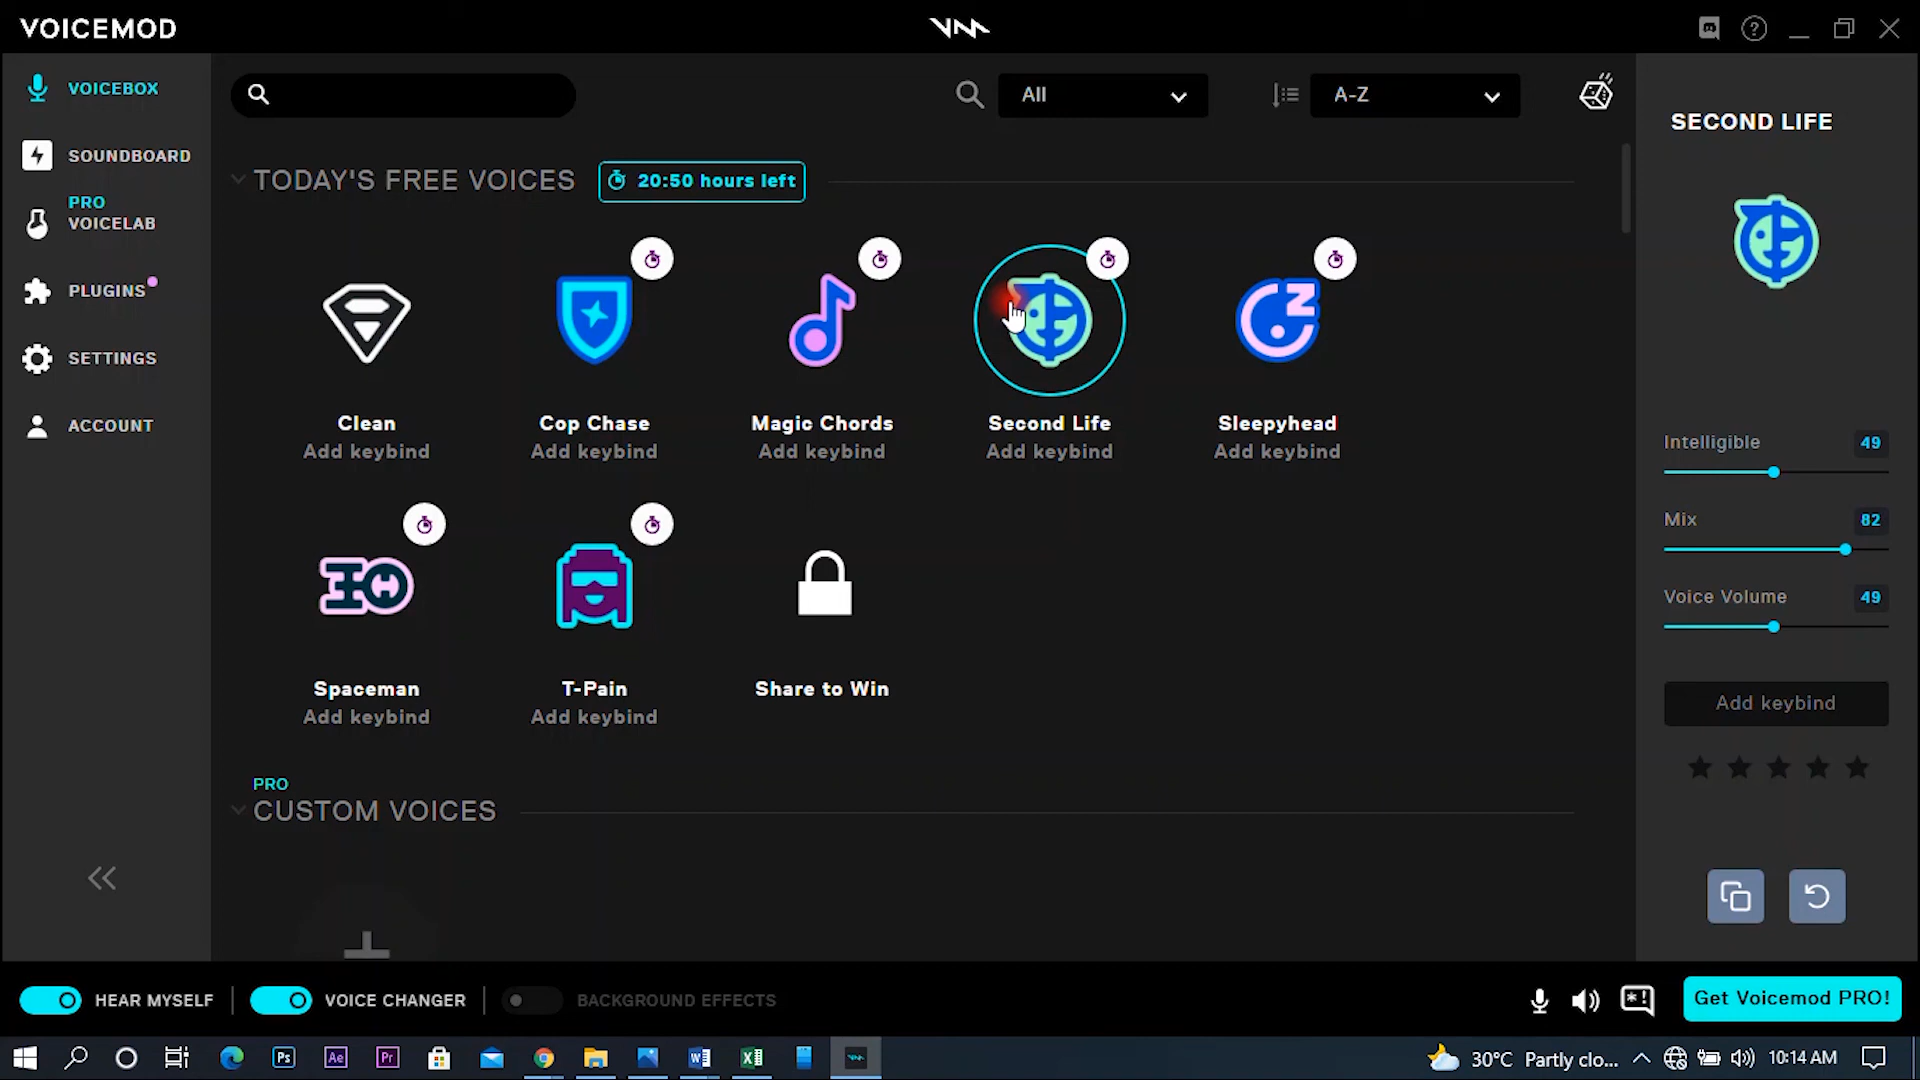 VOICEMOD
VOICEBOX
SOUNDBOARD
PRO
VOICELAB
PLUGINS
SETTINGS
ACCOUNT
All
A-Z
TODAY'S FREE VOICES
20:50 hours left
Clean
Add keybind
Cop Chase
Add keybind
Magic Chords
Add keybind
Second Life
Add keybind
Sleepyhead
Add keybind
Spaceman
Add keybind
T-Pain
Add keybind
Share to Win
PRO
CUSTOM VOICES
SECOND LIFE
Intelligible 49
Mix 82
Voice Volume 49
Add keybind
HEAR MYSELF
VOICE CHANGER
BACKGROUND EFFECTS
Get Voicemod PRO!
Ps
Ae
Pr
30°C Partly clo...
10:14 AM